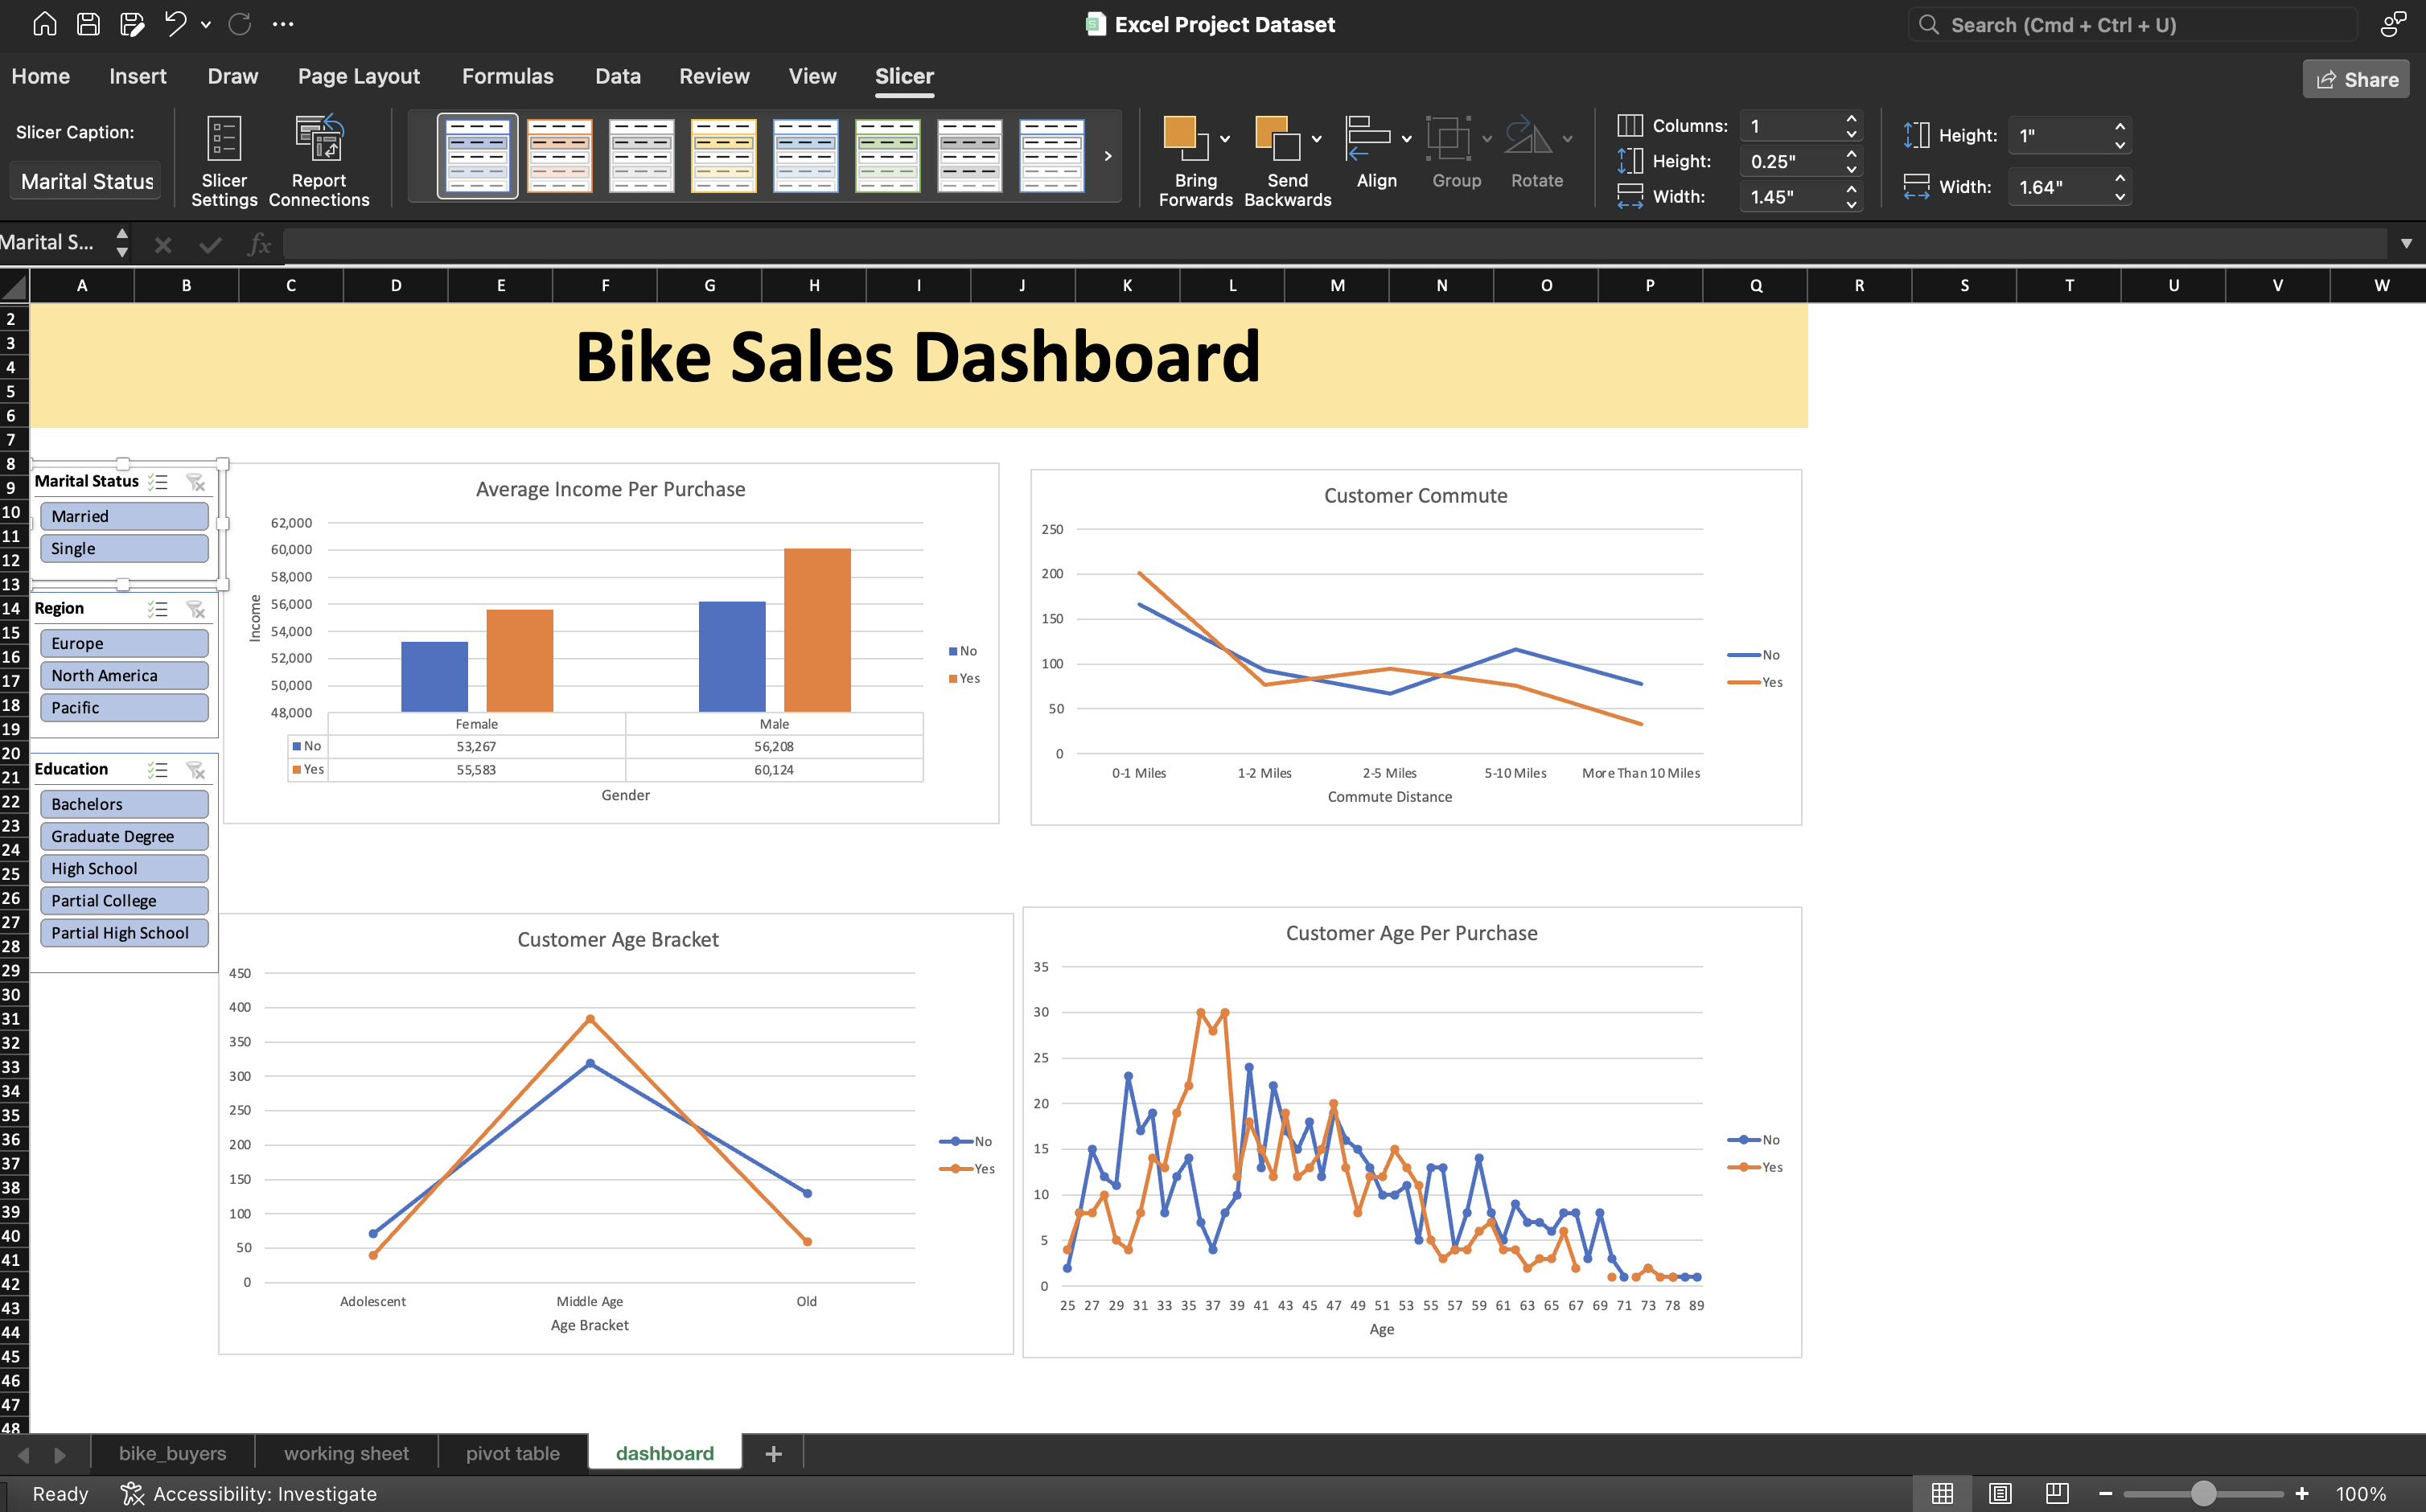 Excel Project Dataset
Search (Cmd + Ctrl + U)
Home Insert Draw Page Layout Formulas Data Review View Slicer
Share
Slicer Caption:
Marital Status
Slicer Settings
Report Connections
Bring Forwards
Send Backwards
Align
Group
Rotate
Columns: 1
Height: 0.25"
Width: 1.45"
Height: 1"
Width: 1.64"
Marital S... fx
A B C D E F G H I J K L M N O P Q R S T U V W
2
3
4
5
6
7
8
9
10
11
12
13
14
15
16
17
18
19
20
21
22
23
24
25
26
27
28
29
30
31
32
33
34
35
36
37
38
39
40
41
42
43
44
45
46
47
48
Bike Sales Dashboard
Marital Status
Married
Single
Region
Europe
North America
Pacific
Education
Bachelors
Graduate Degree
High School
Partial College
Partial High School
Average Income Per Purchase
Income
62,000
60,000
58,000
56,000
54,000
52,000
50,000
48,000
Female Male
No 53,267 56,208
Yes 55,583 60,124
Gender
No
Yes
Customer Commute
250
200
150
100
50
0
0-1 Miles 1-2 Miles 2-5 Miles 5-10 Miles More Than 10 Miles
Commute Distance
No
Yes
Customer Age Bracket
450
400
350
300
250
200
150
100
50
0
Adolescent Middle Age Old
Age Bracket
No
Yes
Customer Age Per Purchase
35
30
25
20
15
10
5
0
25 27 29 31 33 35 37 39 41 43 45 47 49 51 53 55 57 59 61 63 65 67 69 71 73 78 89
Age
No
Yes
bike_buyers working sheet pivot table dashboard +
Ready Accessibility: Investigate
100%